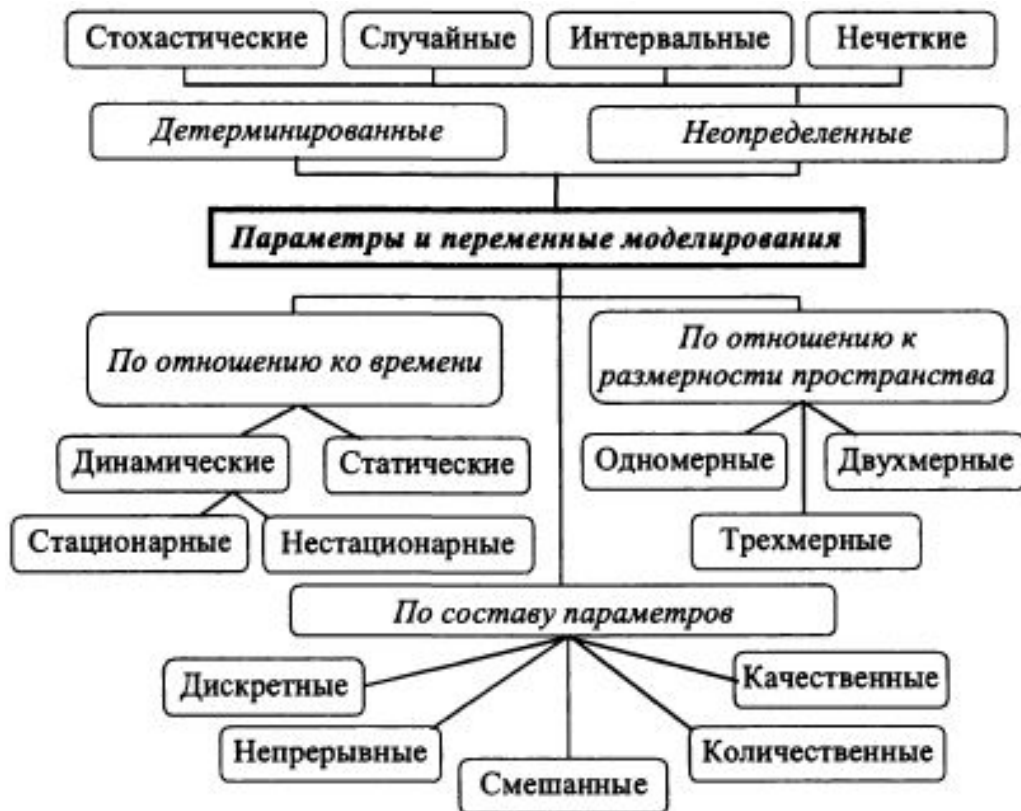 Стохастические
Случайные
Интервальные
Нечеткие
Детерминированные
Неопределенные
Параметры и переменные моделирования
По отношению ко времени
По отношению к
размерности пространства
Динамические
Статические
Одномерные
Двухмерные
Стационарные
Нестационарные
Трехмерные
По составу параметров
Дискретные
Качественные
Непрерывные
Количественные
Смешанные